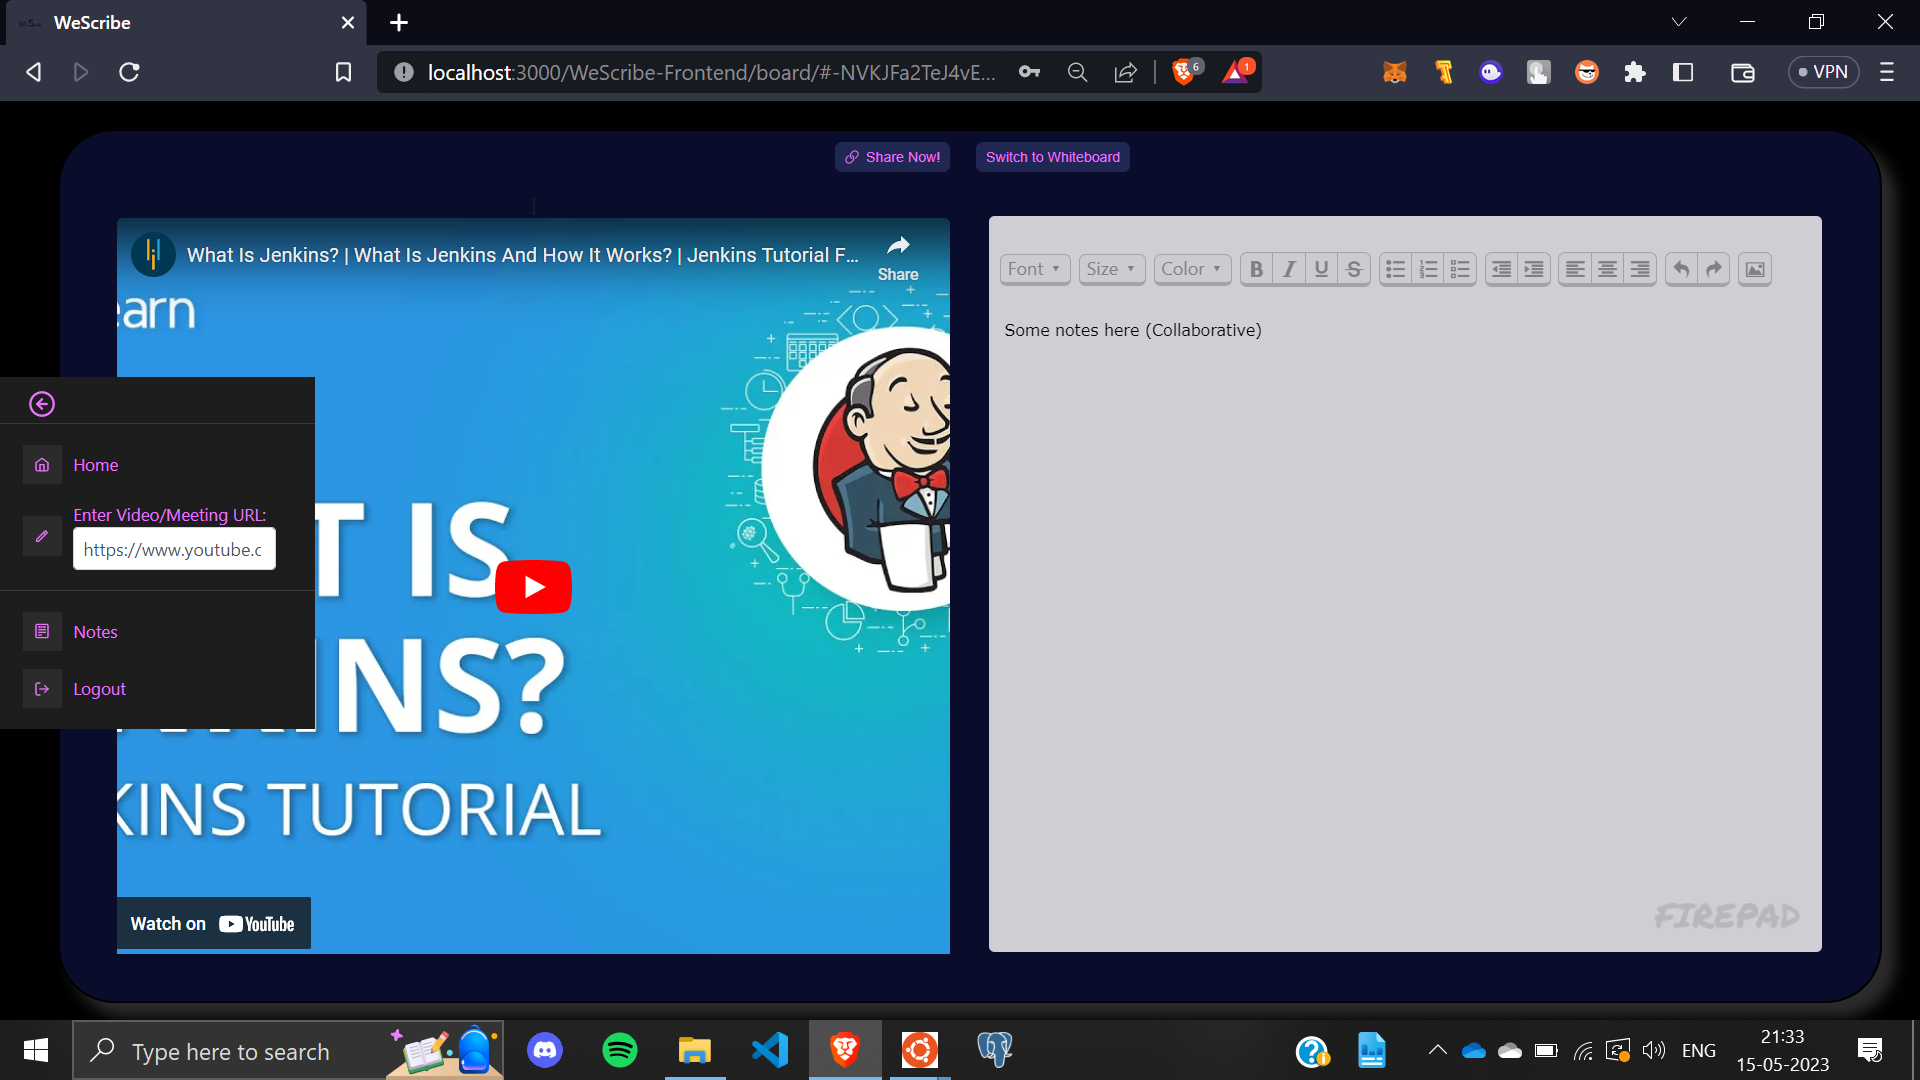 WeScribe
localhost:3000/WeScribe-Frontend/board/#-NVKJFa2TeJ4vE...
6
1
VPN
Share Now!
Switch to Whiteboard
]
What Is Jenkins? | What Is Jenkins And How It Works? | Jenkins Tutorial F...
Share
earn
Font
Size
Color
B I U S
Some notes here (Collaborative)
Home
Enter Video/Meeting URL:
https://www.youtube.c
Notes
Logout
T IS
KINS?
KINS TUTORIAL
Watch on YouTube
FIREPAD
Type here to search
ENG
21:33
15-05-2023